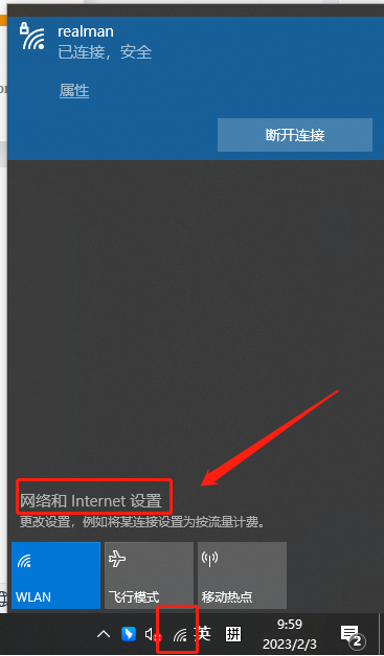 realman
已连接，安全
属性
断开连接
网络和 Internet 设置
更改设置，例如将某连接设置为按流量计费。
WLAN
飞行模式
移动热点
英
拼
9:59
2023/2/3
2